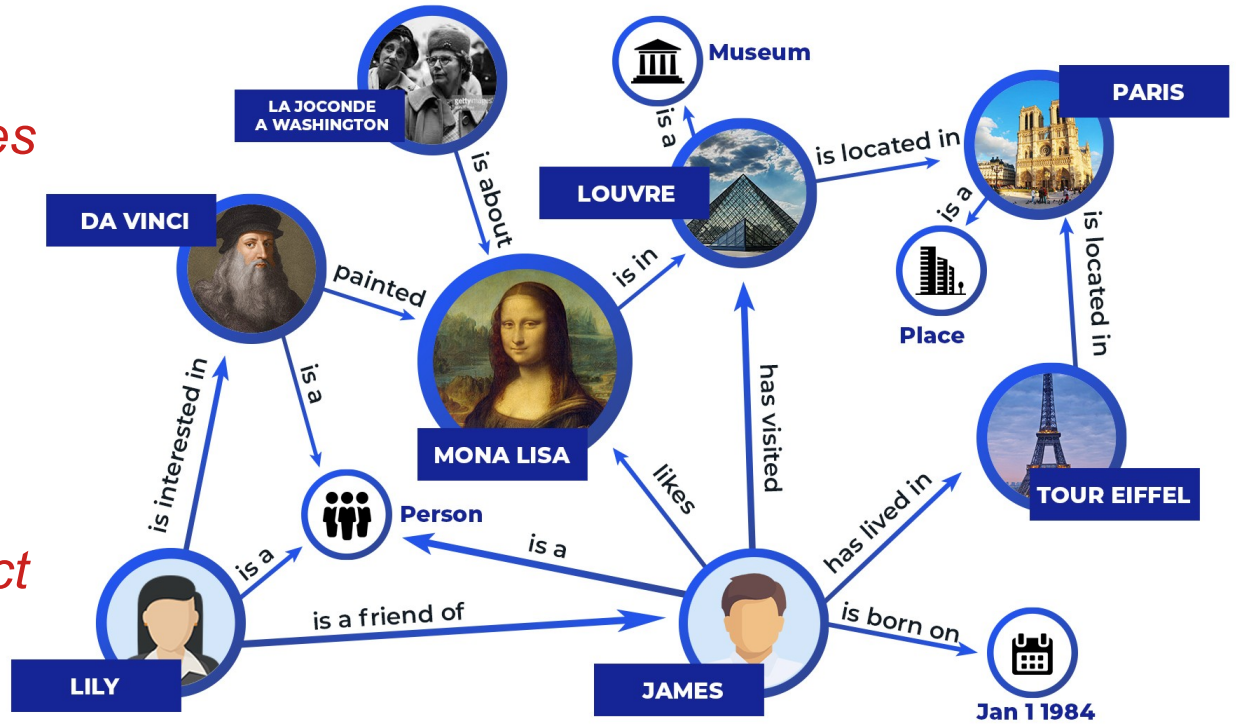 es
ct
LA JOCONDE
A WASHINGTON
gettyimages
Museum
PARIS
is a
is located in
LOUVRE
is about
DA VINCI
is a
is located in
painted
is in
Place
is a
is interested in
has visited
MONA LISA
likes
TOUR EIFFEL
Person
has lived in
is a
is a
is a friend of
is born on
LILY
JAMES
Jan 1 1984